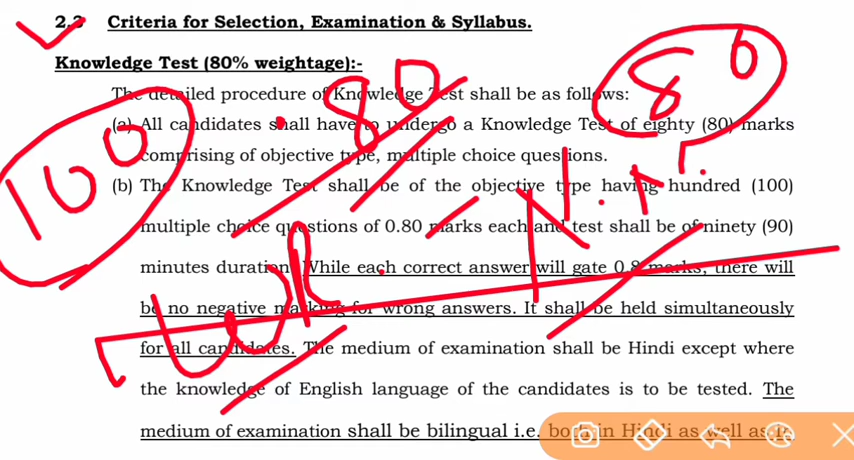 2.3 Criteria for Selection, Examination & Syllabus.
Knowledge Test (80% weightage):-
The detailed procedure of Knowledge Test shall be as follows:
(a) All candidates shall have to undergo a Knowledge Test of eighty (80) marks
comprising of objective type, multiple choice questions.
(b) The Knowledge Test shall be of the objective type having hundred (100)
multiple choice questions of 0.80 marks each and test shall be of ninety (90)
minutes duration. While each correct answer will gate 0.8 marks, there will
be no negative marking for wrong answers. It shall be held simultaneously
for all candidates. The medium of examination shall be Hindi except where
the knowledge of English language of the candidates is to be tested. The
medium of examination shall be bilingual i.e. both in Hindi as well as in
100
.80
80